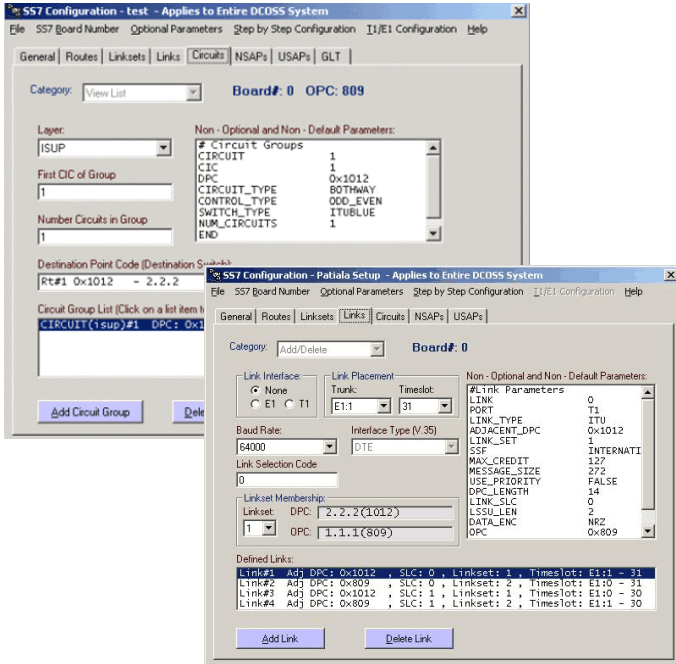 SS7 Configuration - test - Applies to Entire DCOSS System
File SS7 Board Number Optional Parameters Step by Step Configuration T1/E1 Configuration Help
General Routes Linksets Links Circuits NSAPs USAPs GLT
Category: View List Board#: 0 OPC: 809
Layer:
ISUP
First CIC of Group
1
Number Circuits in Group
1
Non - Optional and Non - Default Parameters:
# Circuit Groups
CIRCUIT 1
CIC 1
DPC 0x1012
CIRCUIT_TYPE BOTHWAY
CONTROL_TYPE ODD_EVEN
SWITCH_TYPE ITUBLUE
NUM_CIRCUITS 1
END
Destination Point Code (Destination Switch):
Rt#1 0x1012 - 2.2.2
Circuit Group List (Click on a list item t
CIRCUIT(isup)#1 DPC: 0x1
Add Circuit Group Dele
SS7 Configuration - Patiala Setup - Applies to Entire DCOSS System
File SS7 Board Number Optional Parameters Step by Step Configuration T1/E1 Configuration Help
General Routes Linksets Links Circuits NSAPs USAPs
Category: Add/Delete Board#: 0
Link Interface:
None
E1 T1
Link Placement
Trunk: Timeslot:
E1:1 31
Baud Rate: Interface Type (V.35)
64000 DTE
Link Selection Code
0
Linkset Membership:
Linkset: DPC: 2.2.2(1012)
1 OPC: 1.1.1(809)
Non - Optional and Non - Default Parameters:
#Link Parameters
LINK 0
PORT T1
LINK_TYPE ITU
ADJACENT_DPC 0x1012
LINK_SET 1
SSF INTERNATI
MAX_CREDIT 127
MESSAGE_SIZE 272
USE_PRIORITY FALSE
DPC_LENGTH 14
LINK_SLC 0
LSSU_LEN 2
DATA_ENC NRZ
OPC 0x809
Defined Links:
Link#1 Adj DPC: 0x1012 , SLC: 0 , Linkset: 1 , Timeslot: E1:1 - 31
Link#2 Adj DPC: 0x809 , SLC: 0 , Linkset: 2 , Timeslot: E1:0 - 31
Link#3 Adj DPC: 0x1012 , SLC: 1 , Linkset: 1 , Timeslot: E1:0 - 30
Link#4 Adj DPC: 0x809 , SLC: 1 , Linkset: 2 , Timeslot: E1:1 - 30
Add Link Delete Link